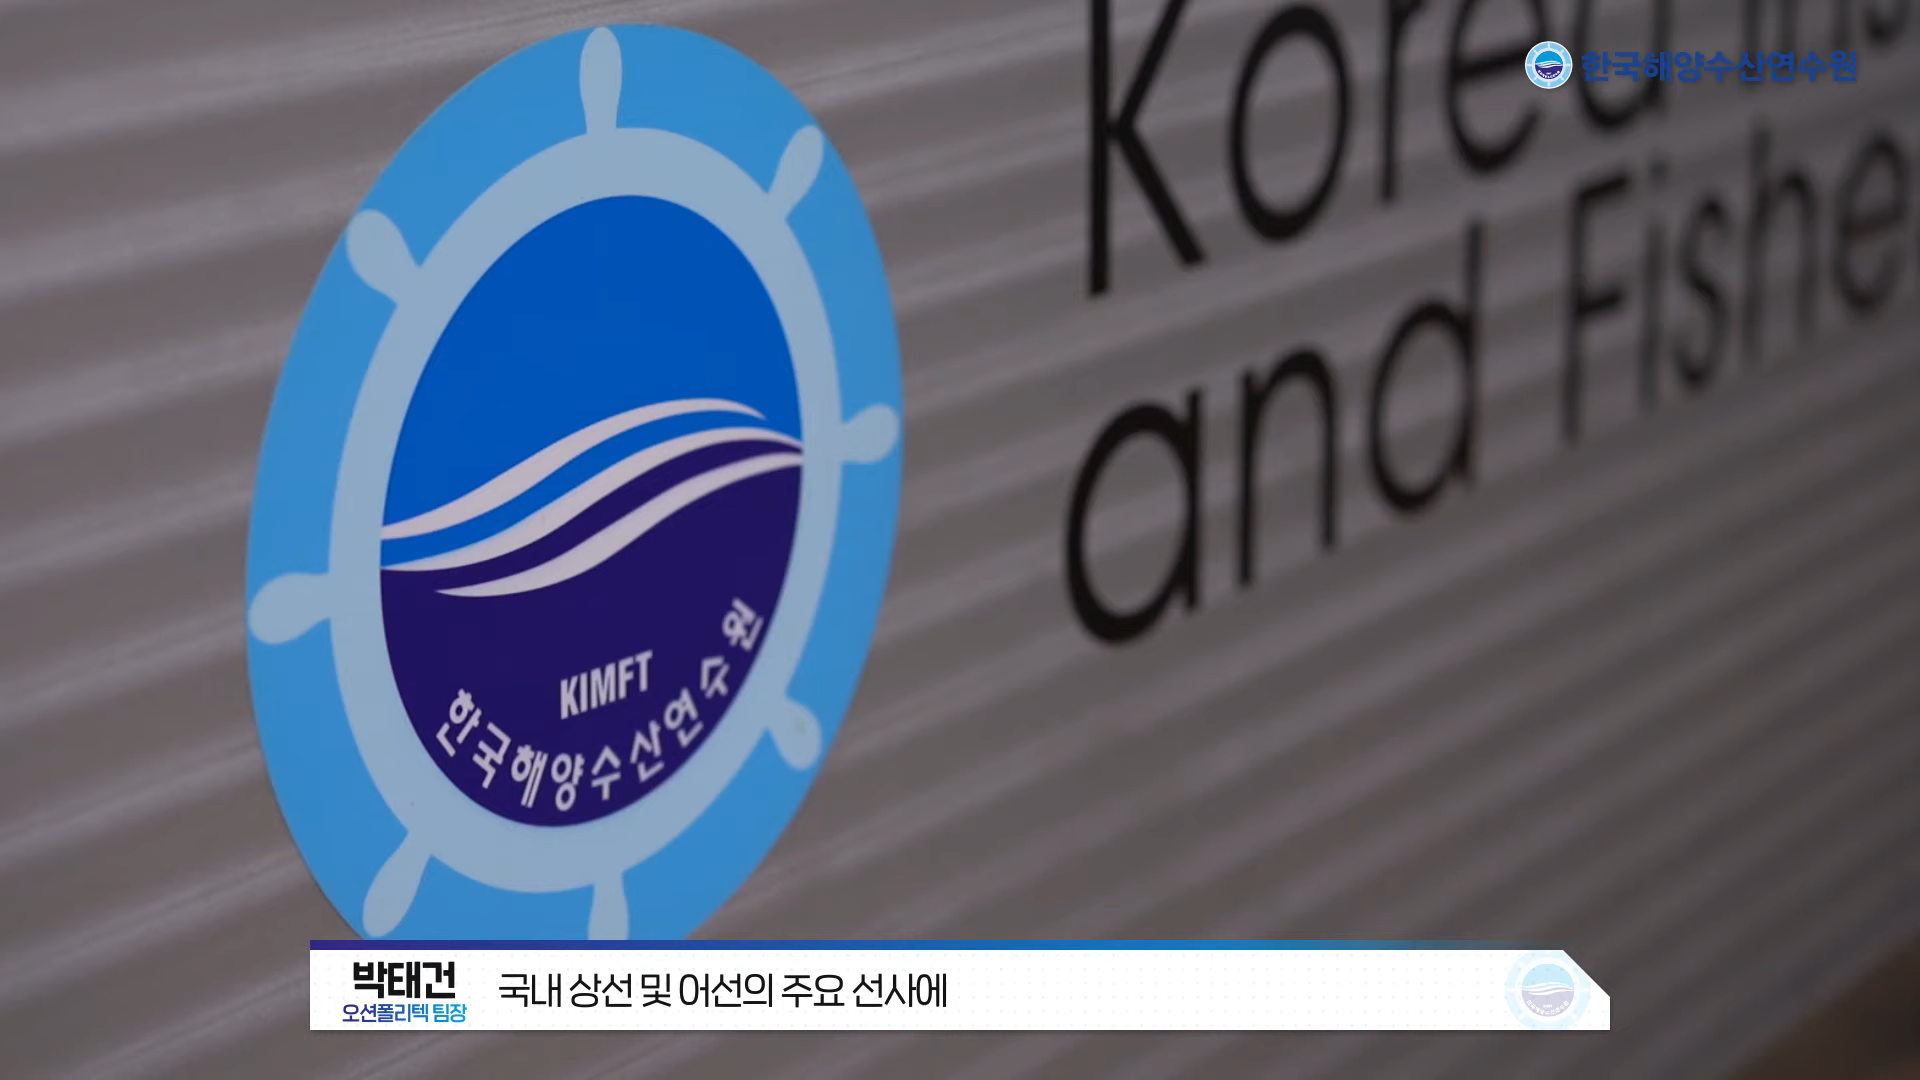 한국해양수산연수원
Korea Ins
and Fishe
KIMFT
한국해양수산연수원
박태건
오션폴리텍 팀장
국내 상선 및 어선의 주요 선사에